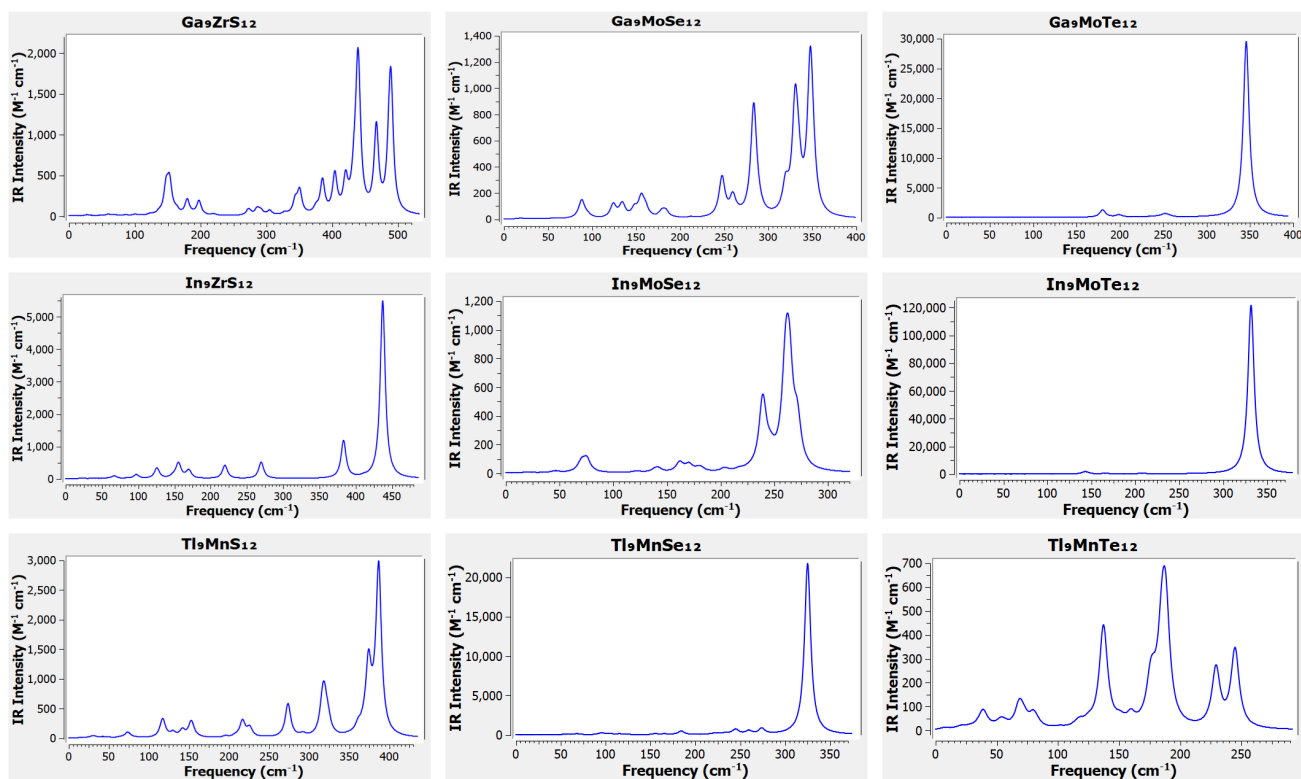 Ga₉ZrS₁₂
IR Intensity (M⁻¹ cm⁻¹)
2,000
1,500
1,000
500
0
0 100 200 300 400 500
Frequency (cm⁻¹)
Ga₉MoSe₁₂
IR Intensity (M⁻¹ cm⁻¹)
1,400
1,200
1,000
800
600
400
200
0
0 50 100 150 200 250 300 350 400
Frequency (cm⁻¹)
Ga₉MoTe₁₂
IR Intensity (M⁻¹ cm⁻¹)
30,000
25,000
20,000
15,000
10,000
5,000
0
0 50 100 150 200 250 300 350 400
Frequency (cm⁻¹)
In₉ZrS₁₂
IR Intensity (M⁻¹ cm⁻¹)
5,000
4,000
3,000
2,000
1,000
0
0 50 100 150 200 250 300 350 400 450
Frequency (cm⁻¹)
In₉MoSe₁₂
IR Intensity (M⁻¹ cm⁻¹)
1,200
1,000
800
600
400
200
0
0 50 100 150 200 250 300
Frequency (cm⁻¹)
In₉MoTe₁₂
IR Intensity (M⁻¹ cm⁻¹)
120,000
100,000
80,000
60,000
40,000
20,000
0
0 50 100 150 200 250 300 350
Frequency (cm⁻¹)
Tl₉MnS₁₂
IR Intensity (M⁻¹ cm⁻¹)
3,000
2,500
2,000
1,500
1,000
500
0
0 100 200 300 400
Frequency (cm⁻¹)
Tl₉MnSe₁₂
IR Intensity (M⁻¹ cm⁻¹)
20,000
15,000
10,000
5,000
0
0 50 100 150 200 250 300 350
Frequency (cm⁻¹)
Tl₉MnTe₁₂
IR Intensity (M⁻¹ cm⁻¹)
700
600
500
400
300
200
100
0
0 50 100 150 200 250
Frequency (cm⁻¹)